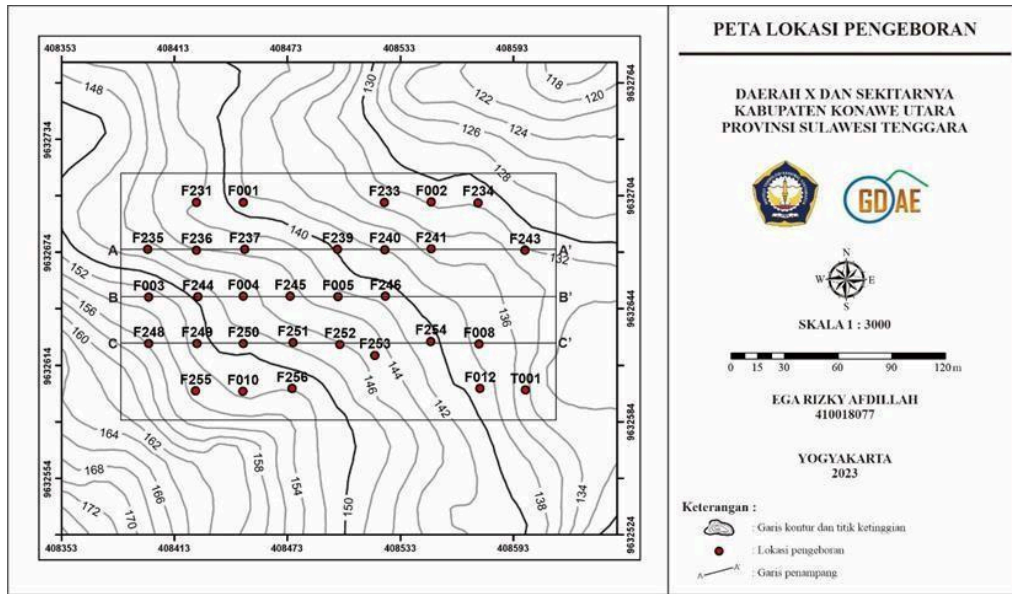 408353 408413 408473 408533 408593
9632764
9632734
9632704
9632674
9632644
9632614
9632584
9632554
9632524
148
130
118
122
120
124
126
128
F231 F001 F233 F002 F234
140
F235 F236 F237 F239 F240 F241 F243
A A'
132
152
F003 F244 F004 F245 F005 F246
B B'
156
136
160
F248 F249 F250 F251 F252 F254 F008
C C'
F253
144
F255 F010 F256 F012 T001
146
142
164
162
168
158
166
154
134
172
170
150
138
408353 408413 408473 408533 408593
PETA LOKASI PENGEBORAN
DAERAH X DAN SEKITARNYA
KABUPATEN KONAWE UTARA
PROVINSI SULAWESI TENGGARA
GDAE
N
W E
S
SKALA 1 : 3000
0 15 30 60 90 120 m
EGA RIZKY AFDILLAH
410018077
YOGYAKARTA
2023
Keterangan :
: Garis kontur dan titik ketinggian
: Lokasi pengeboran
: Garis penampang